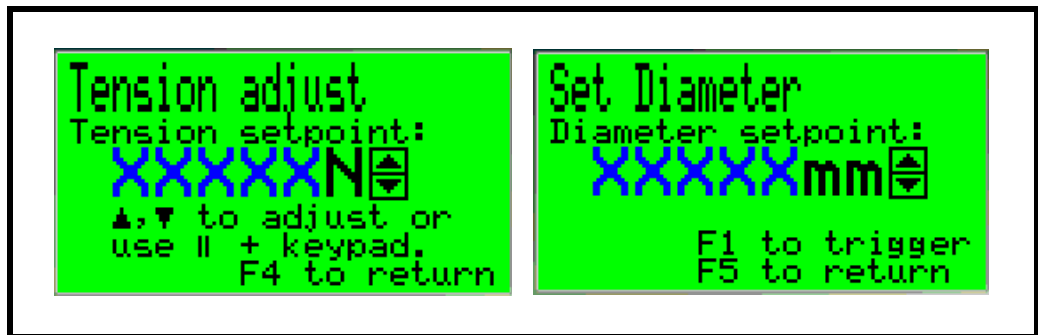 Tension adjust
Tension setpoint:
XXXXXN
▲,▼ to adjust or
use || + keypad.
F4 to return
Set Diameter
Diameter setpoint:
XXXXXmm
F1 to trigger
F5 to return